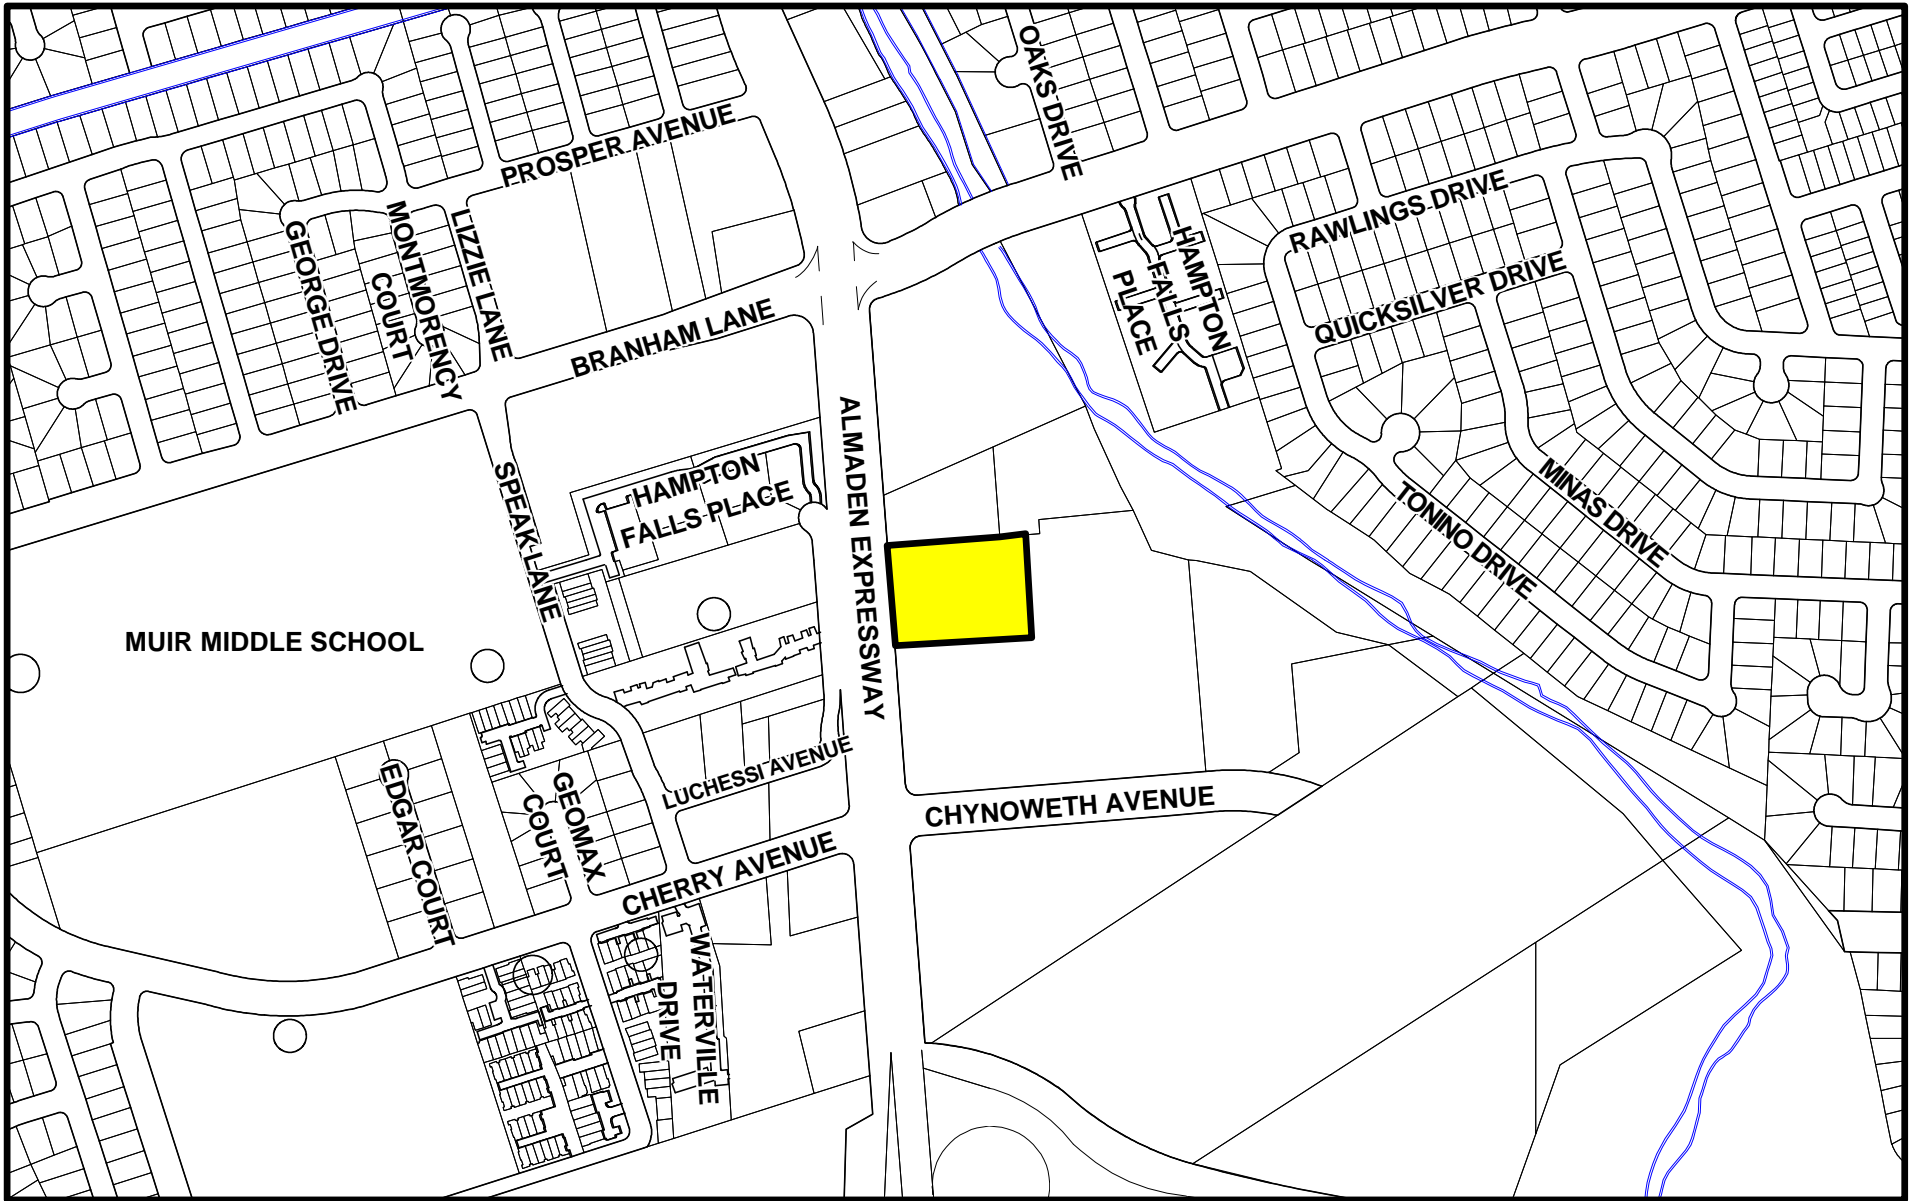 OAKS DRIVE
PROSPER AVENUE
RAWLINGS DRIVE
MONTMORENCY
COURT
LIZZIE LANE
GEORGE DRIVE
HAMPTON
FALLS
PLACE
QUICKSILVER DRIVE
BRANHAM LANE
ALMADEN EXPRESSWAY
SPEAK LANE
HAMPTON
FALLS PLACE
MINAS DRIVE
TONINO DRIVE
MUIR MIDDLE SCHOOL
LUCHESSI AVENUE
EDGAR COURT
GEOMAX
COURT
CHYNOWETH AVENUE
CHERRY AVENUE
WATERVILLE
DRIVE